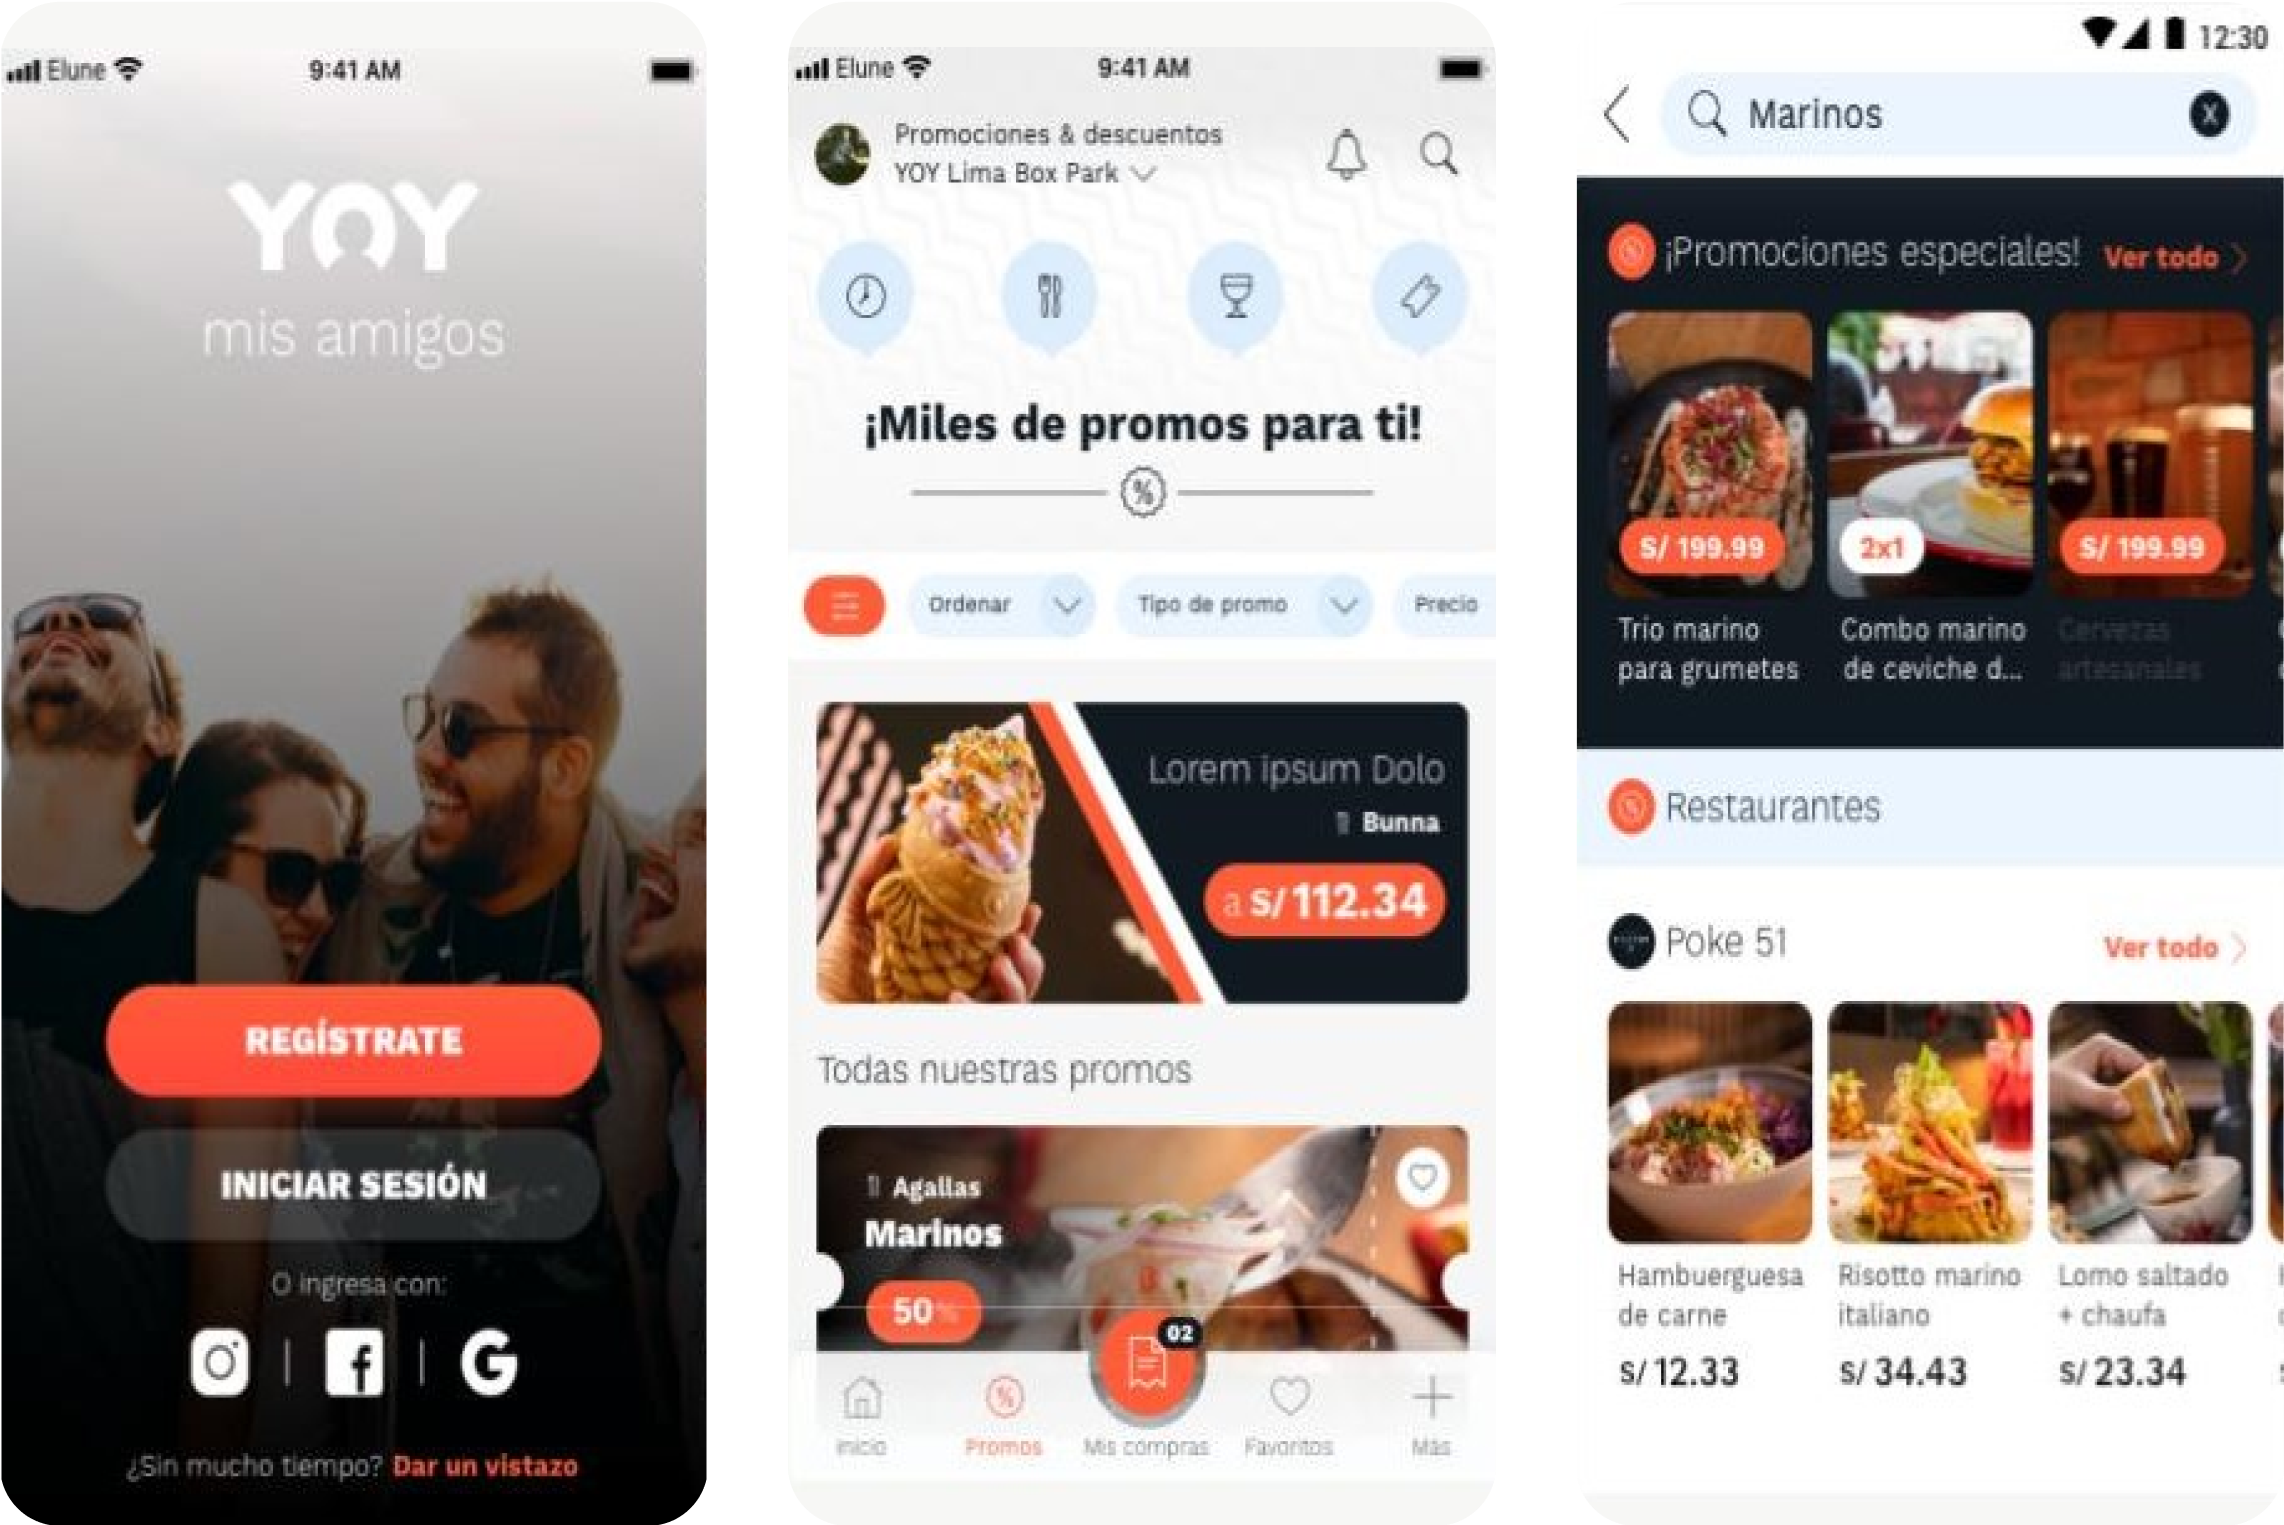 Elune
9:41 AM
YOY
mis amigos
REGÍSTRATE
INICIAR SESIÓN
O ingresa con:
¿Sin mucho tiempo? Dar un vistazo
Elune
9:41 AM
Promociones & descuentos
YOY Lima Box Park
¡Miles de promos para ti!
%
Ordenar
Tipo de promo
Precio
Lorem ipsum Dolo
Bunna
a S/ 112.34
Todas nuestras promos
Agallas
Marinos
50%
02
Inicio
Promos
Mis compras
Favoritos
Más
12:30
Marinos
X
¡Promociones especiales!
Ver todo
S/ 199.99
2x1
S/ 199.99
Trio marino
para grumetes
Combo marino
de ceviche d...
Cervezas
artecanales
Restaurantes
Poke 51
Ver todo
Hambuerguesa
de carne
S/ 12.33
Risotto marino
italiano
S/ 34.43
Lomo saltado
+ chaufa
S/ 23.34